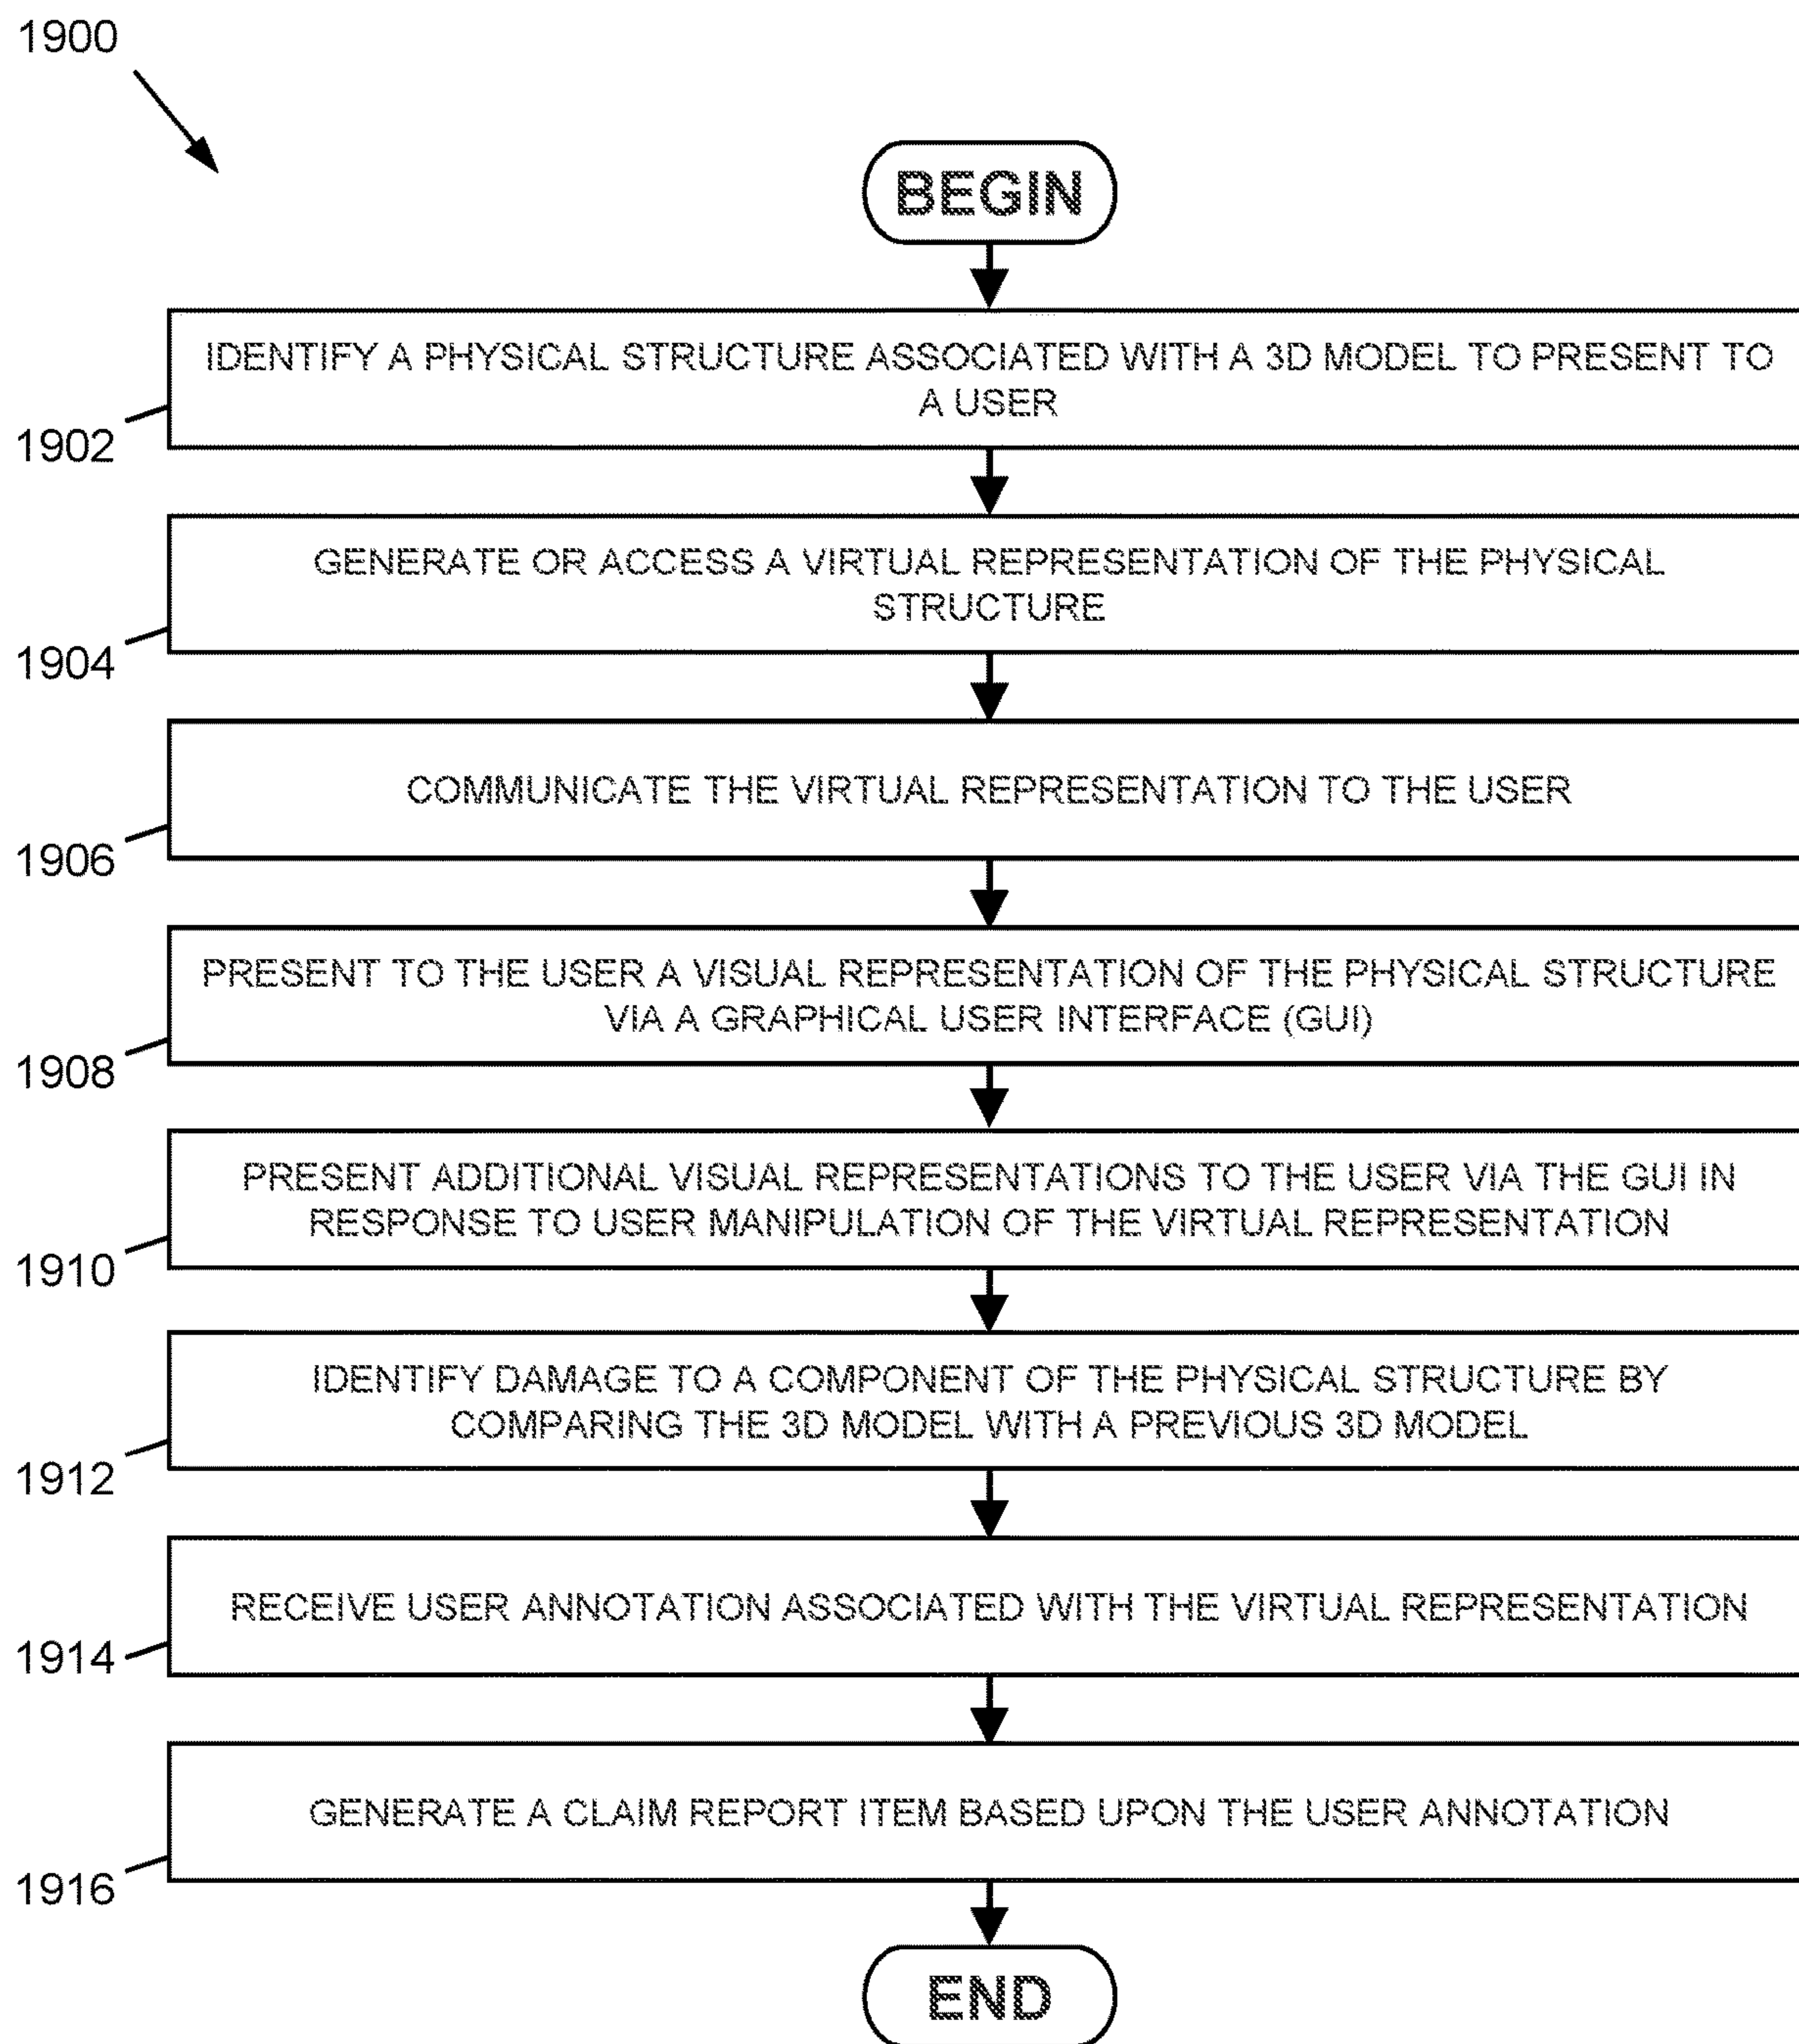 1900
BEGIN
IDENTIFY A PHYSICAL STRUCTURE ASSOCIATED WITH A 3D MODEL TO PRESENT TO
A USER
1902
GENERATE OR ACCESS A VIRTUAL REPRESENTATION OF THE PHYSICAL
STRUCTURE
1904
COMMUNICATE THE VIRTUAL REPRESENTATION TO THE USER
1906
PRESENT TO THE USER A VISUAL REPRESENTATION OF THE PHYSICAL STRUCTURE
VIA A GRAPHICAL USER INTERFACE (GUI)
1908
PRESENT ADDITIONAL VISUAL REPRESENTATIONS TO THE USER VIA THE GUI IN
RESPONSE TO USER MANIPULATION OF THE VIRTUAL REPRESENTATION
1910
IDENTIFY DAMAGE TO A COMPONENT OF THE PHYSICAL STRUCTURE BY
COMPARING THE 3D MODEL WITH A PREVIOUS 3D MODEL
1912
RECEIVE USER ANNOTATION ASSOCIATED WITH THE VIRTUAL REPRESENTATION
1914
GENERATE A CLAIM REPORT ITEM BASED UPON THE USER ANNOTATION
1916
END